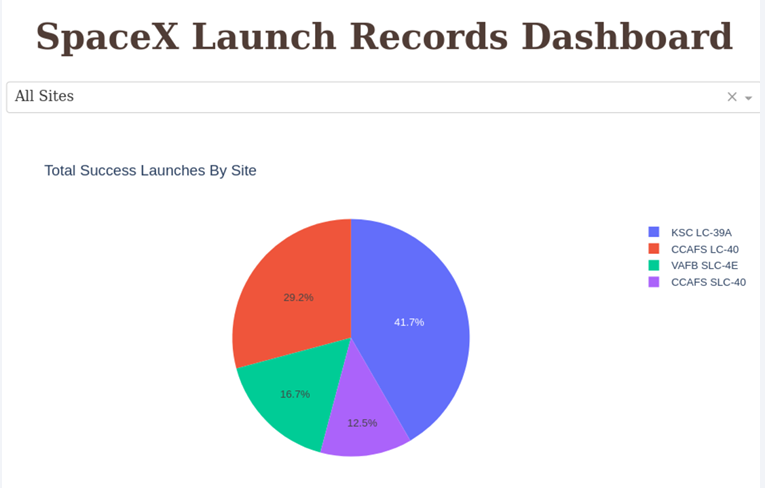 SpaceX Launch Records Dashboard
All Sites
Total Success Launches By Site
KSC LC-39A
CCAFS LC-40
VAFB SLC-4E
CCAFS SLC-40
29.2%
41.7%
16.7%
12.5%